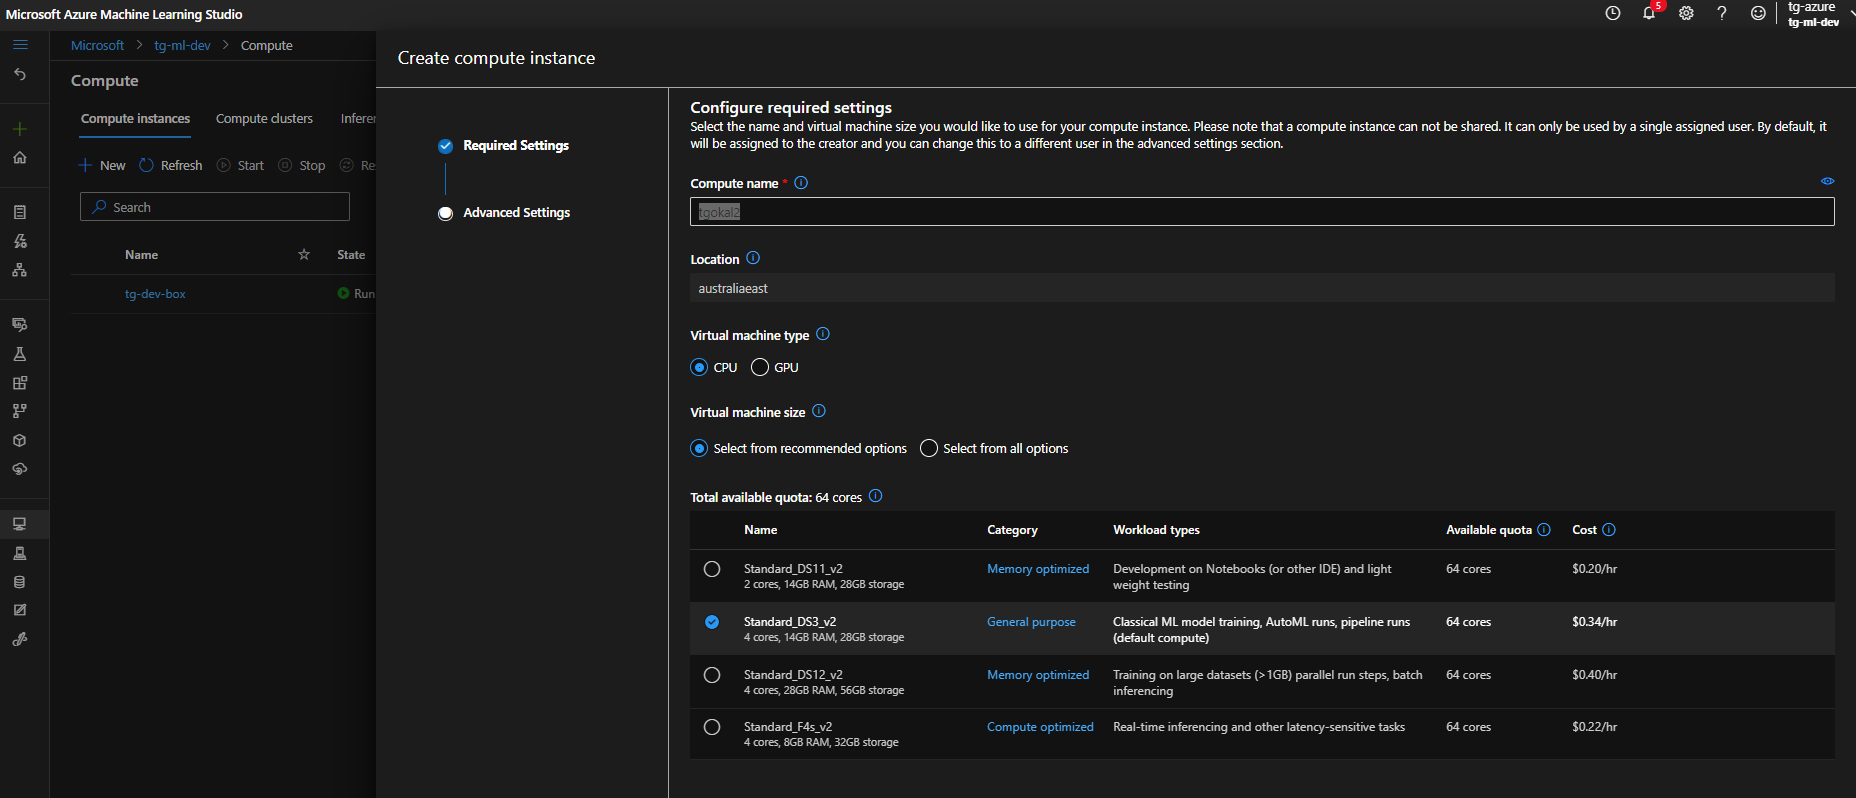 Microsoft Azure Machine Learning Studio
5
tg-azure
tg-ml-dev
Microsoft > tg-ml-dev > Compute
Create compute instance
Compute
Compute instances Compute clusters Inferen
New Refresh Start Stop Re
Search
Name State
tg-dev-box Run
Required Settings
Advanced Settings
Configure required settings
Select the name and virtual machine size you would like to use for your compute instance. Please note that a compute instance can not be shared. It can only be used by a single assigned user. By default, it
will be assigned to the creator and you can change this to a different user in the advanced settings section.
Compute name *
tgokal2
Location
australiaeast
Virtual machine type
CPU GPU
Virtual machine size
Select from recommended options Select from all options
Total available quota: 64 cores
Name Category Workload types Available quota Cost
Standard_DS11_v2 Memory optimized Development on Notebooks (or other IDE) and light 64 cores $0.20/hr
2 cores, 14GB RAM, 28GB storage weight testing
Standard_DS3_v2 General purpose Classical ML model training, AutoML runs, pipeline runs 64 cores $0.34/hr
4 cores, 14GB RAM, 28GB storage (default compute)
Standard_DS12_v2 Memory optimized Training on large datasets (>1GB) parallel run steps, batch 64 cores $0.40/hr
4 cores, 28GB RAM, 56GB storage inferencing
Standard_F4s_v2 Compute optimized Real-time inferencing and other latency-sensitive tasks 64 cores $0.22/hr
4 cores, 8GB RAM, 32GB storage